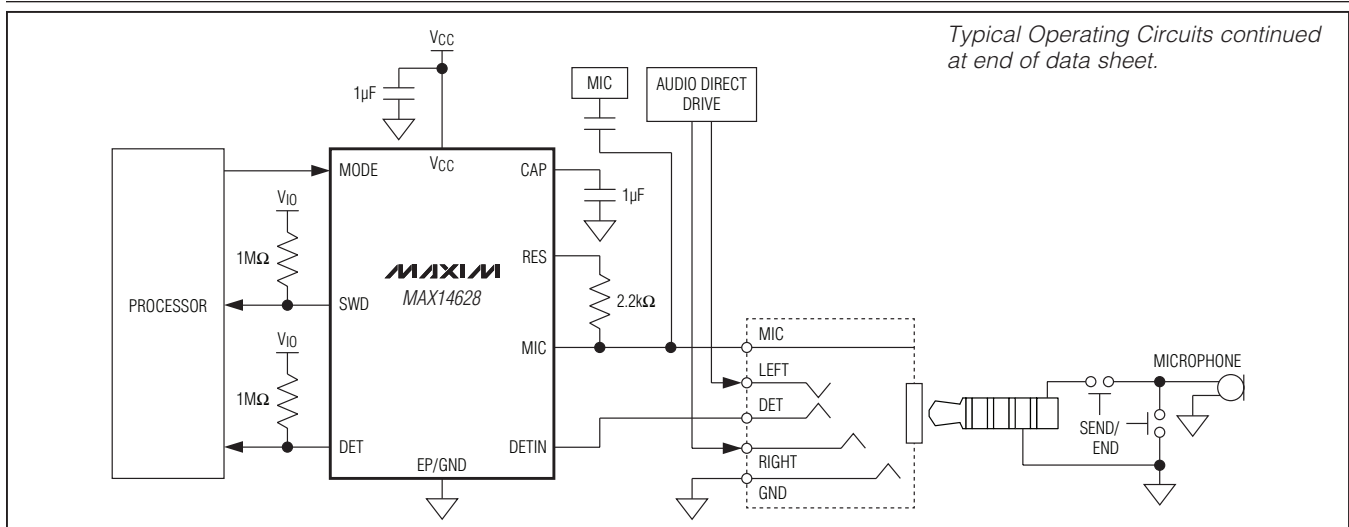 Typical Operating Circuits continued
at end of data sheet.
VCC
1µF
MIC
AUDIO DIRECT
DRIVE
MODE
VCC
CAP
1µF
VIO
1MΩ
RES
2.2kΩ
MAXIM
MAX14628
PROCESSOR
SWD
VIO
1MΩ
MIC
MIC
LEFT
DET
RIGHT
GND
MICROPHONE
SEND/
END
DET
DETIN
EP/GND